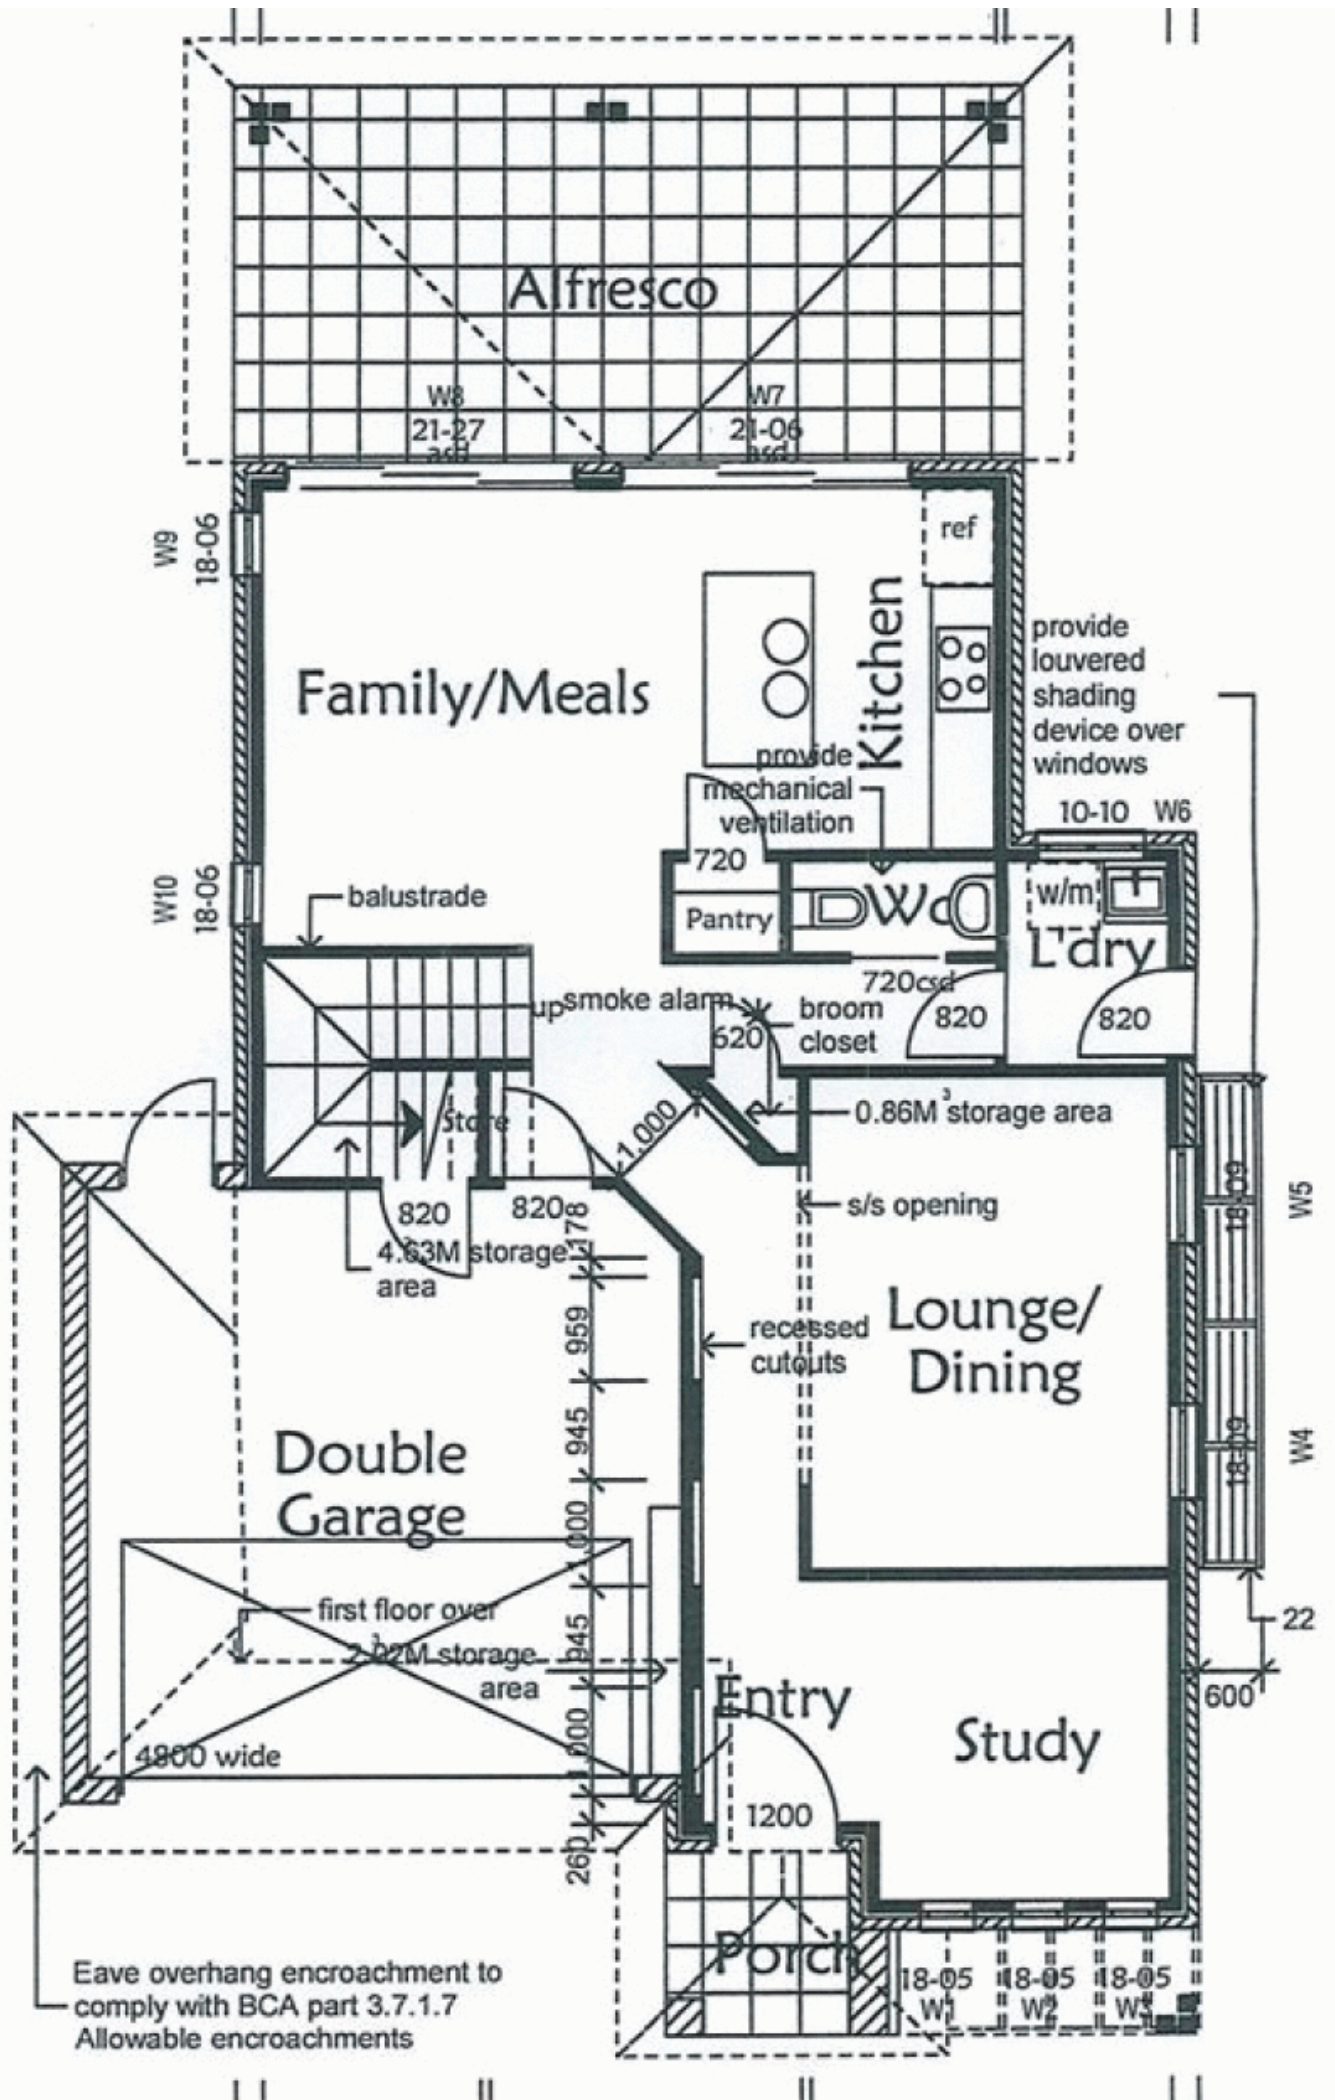 Alfresco
W8
21-27
asd
W7
21-06
asd
W9
18-06
ref
Kitchen
Family/Meals
provide
louvered
shading
device over
windows
provide
mechanical
ventilation
10-10 W6
720
Pantry
Wc
w/m
L'dry
W10
18-06
balustrade
720csd
up
smoke alarm
620
broom
closet
820
820
Store
1,000
0.86M³ storage area
820
820
s/s opening
178
4.63M³ storage
area
18-09
W5
959
recessed
cutouts
Lounge/
Dining
945
18-09
W4
Double
Garage
1,000
first floor over
945
2.02M³ storage
area
22
600
Entry
Study
1,000
4800 wide
1200
260
Porch
Eave overhang encroachment to
comply with BCA part 3.7.1.7
Allowable encroachments
18-05
W1
18-05
W2
18-05
W3